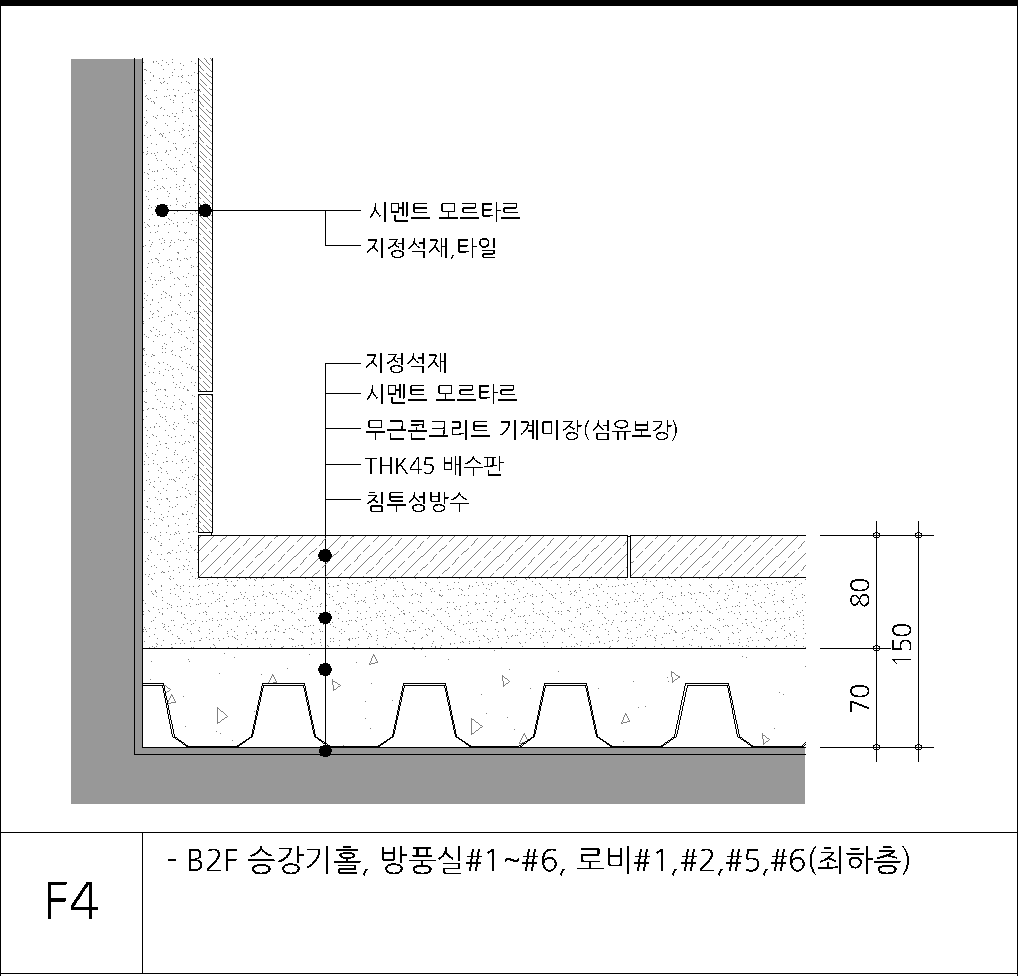 시멘트 모르타르
지정석재,타일
지정석재
시멘트 모르타르
무근콘크리트 기계미장(섬유보강)
THK45 배수판
침투성방수
80
150
70
- B2F 승강기홀, 방풍실#1~#6, 로비#1,#2,#5,#6(최하층)
F4